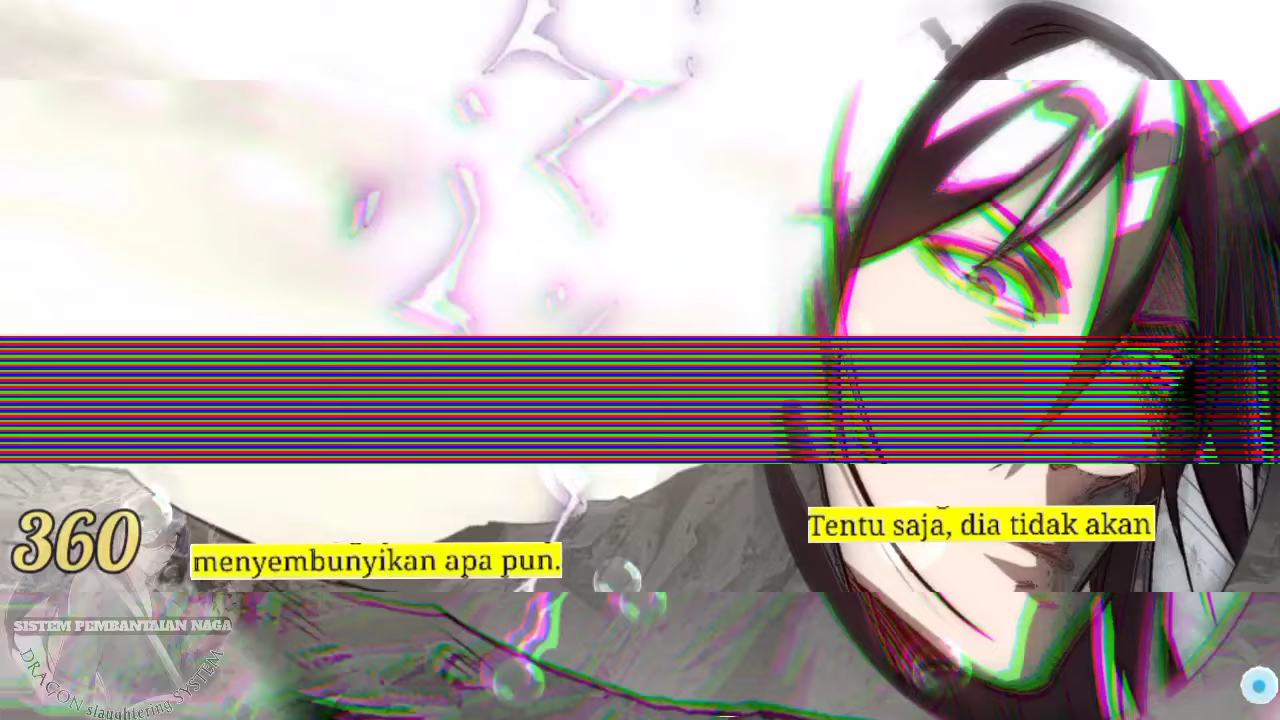 Tentu saja, dia tidak akan
menyembunyikan apa pun.
360
SISTEM PEMBANTAIAN NAGA
DRAGON slaughtering SYSTEM